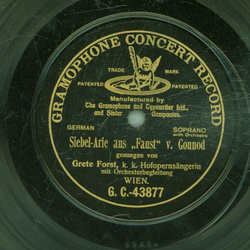 GRAMOPHONE CONCERT RECORD
TRADE MARK
PATENTED PATENTED
Manufactured by
The Gramophone and Typewriter Ltd.,
and Sister Companies.
GERMAN SOPRANO
with Orchestra
Siebel-Arie aus „Faust“ v. Gounod
gesungen von
Grete Forst, k. k. Hofopernsängerin
mit Orchesterbegleitung
WIEN.
G. C.-43877